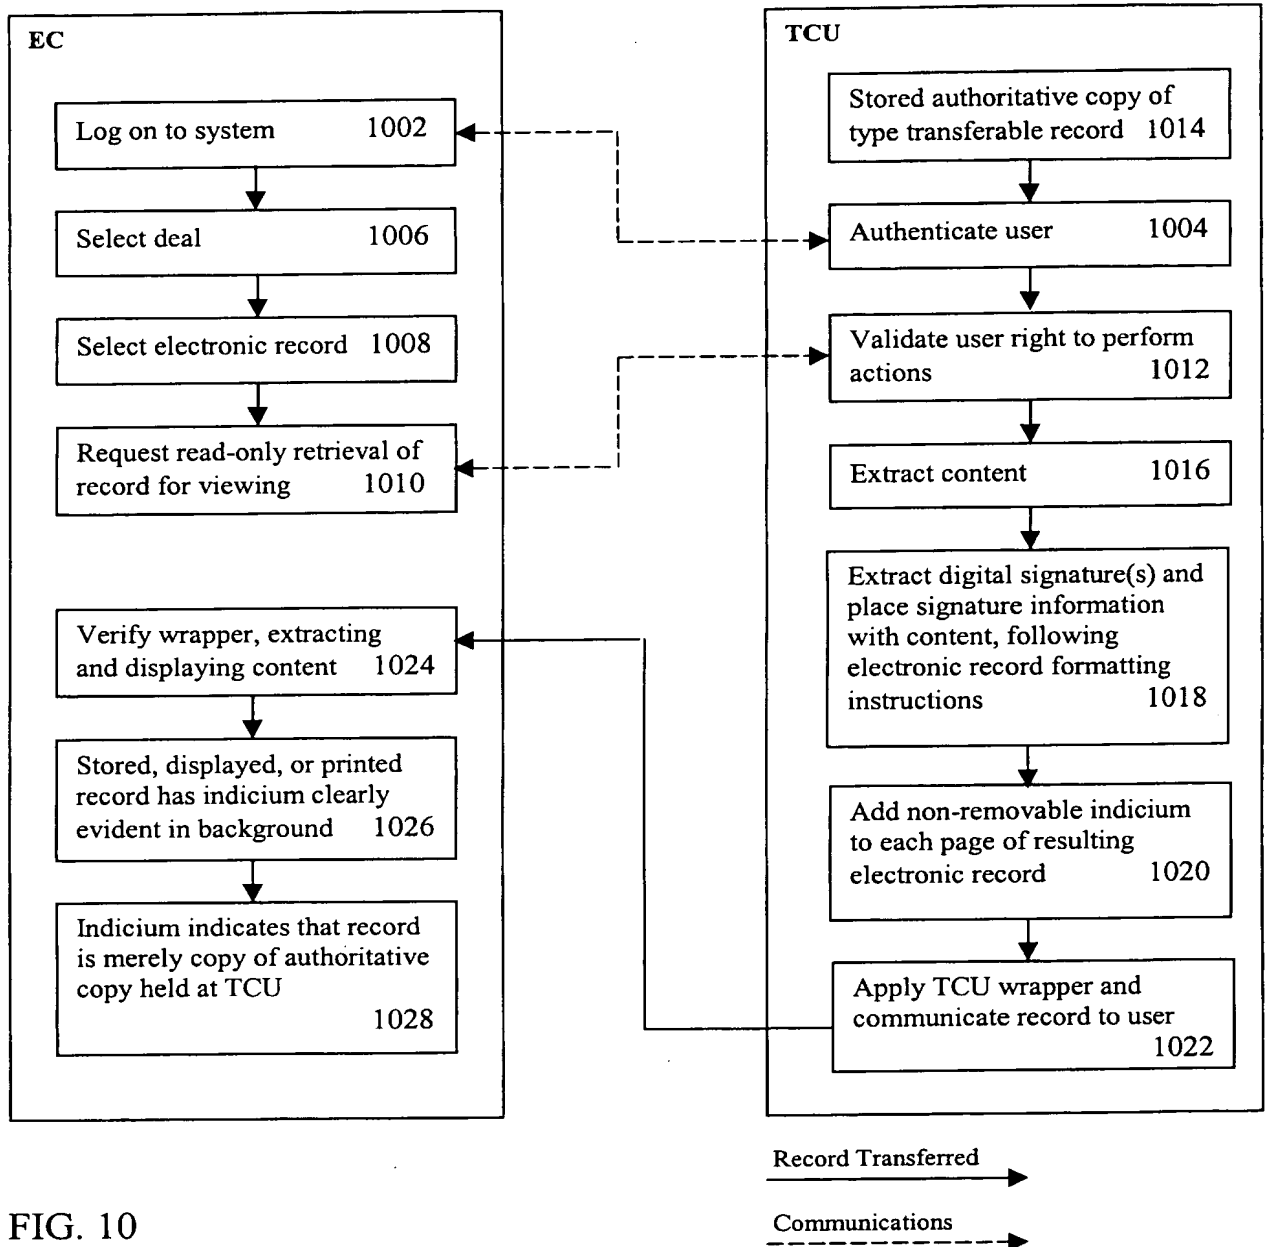 EC
Log on to system 1002
Select deal 1006
Select electronic record 1008
Request read-only retrieval of
record for viewing 1010
Verify wrapper, extracting
and displaying content 1024
Stored, displayed, or printed
record has indicium clearly
evident in background 1026
Indicium indicates that record
is merely copy of authoritative
copy held at TCU
1028
TCU
Stored authoritative copy of
type transferable record 1014
Authenticate user 1004
Validate user right to perform
actions 1012
Extract content 1016
Extract digital signature(s) and
place signature information
with content, following
electronic record formatting
instructions 1018
Add non-removable indicium
to each page of resulting
electronic record 1020
Apply TCU wrapper and
communicate record to user
1022
Record Transferred
Communications
FIG. 10